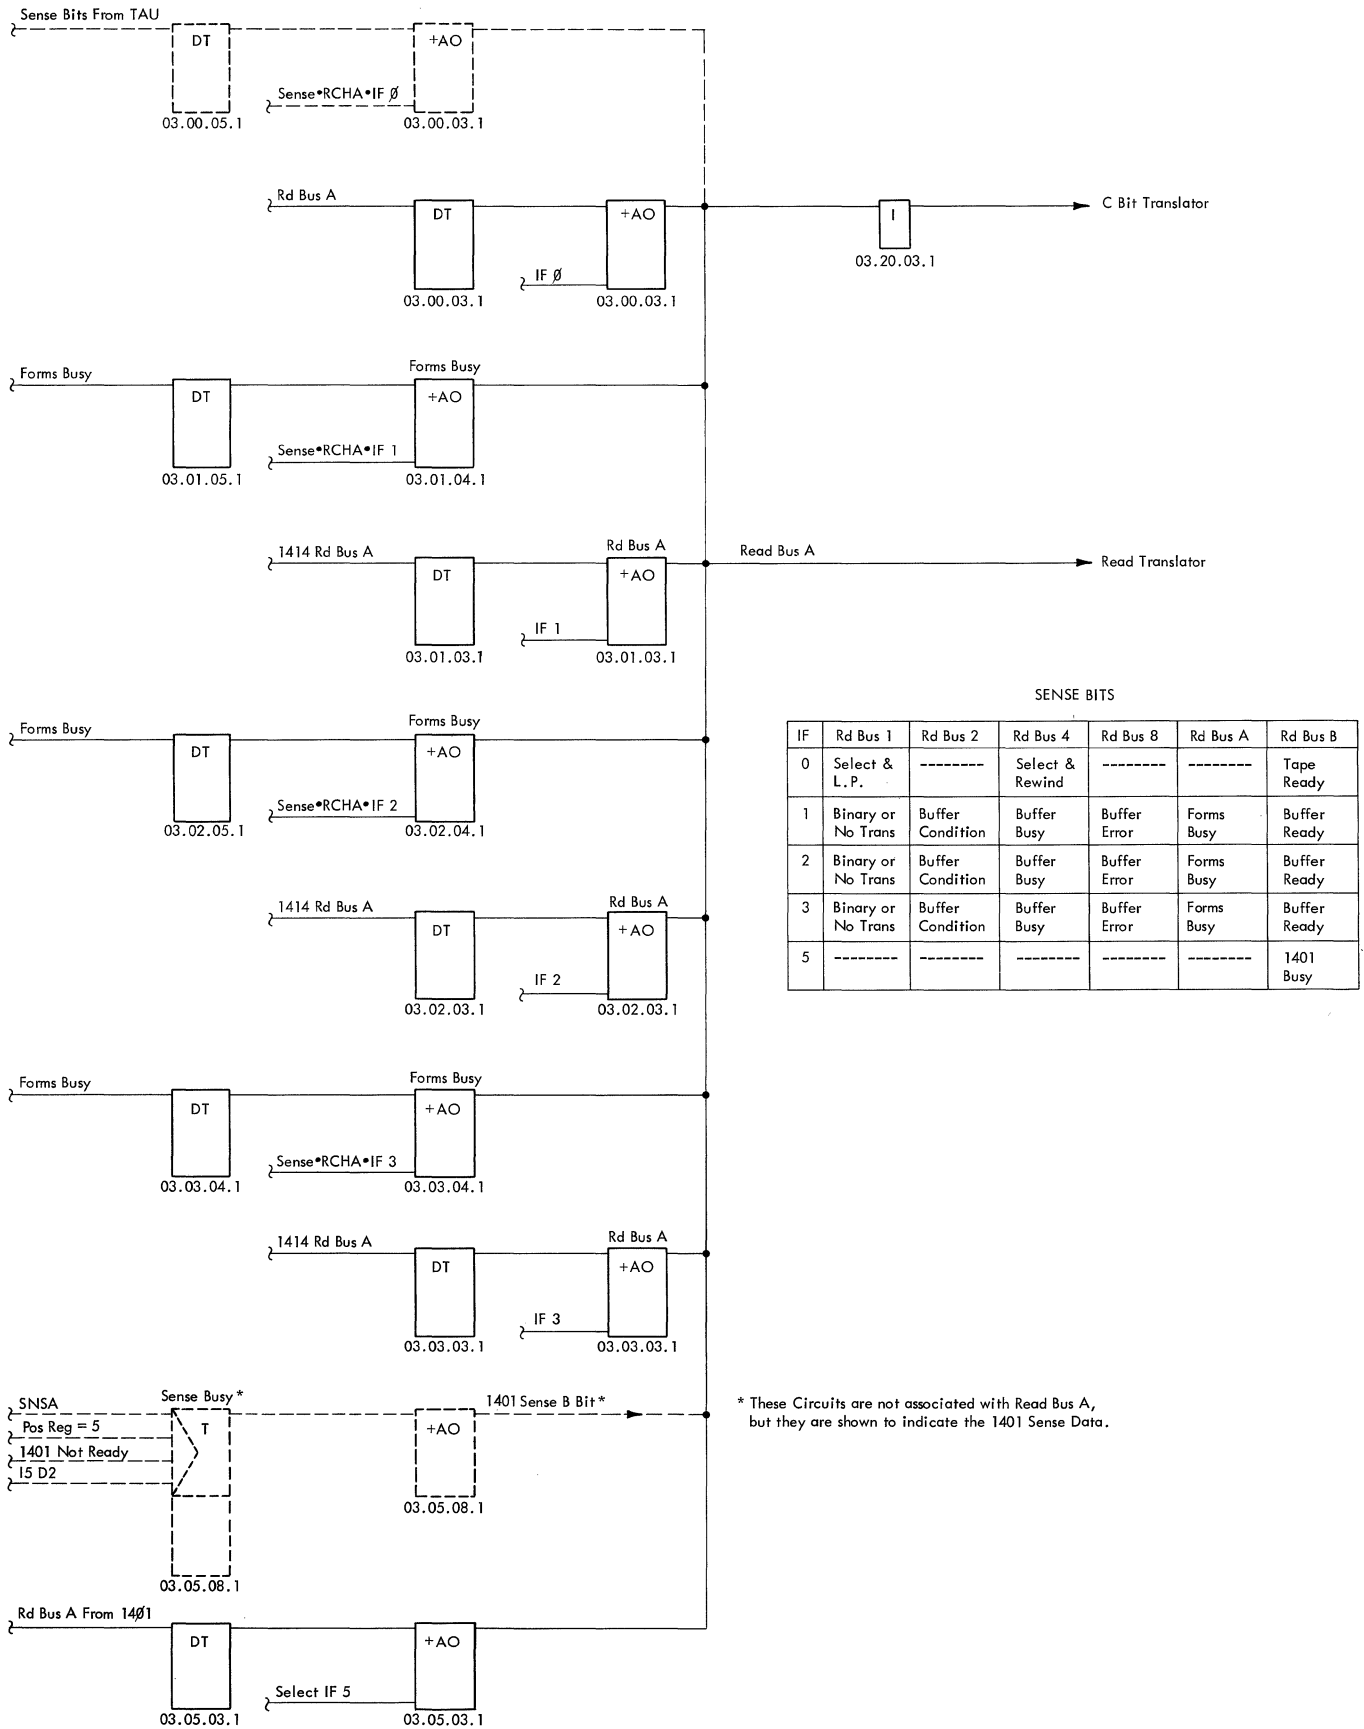 Sense Bits From TAU
DT
+AO
Sense•RCHA•IF Ø
03.00.05.1
03.00.03.1
Rd Bus A
DT
+AO
I
C Bit Translator
03.20.03.1
IF Ø
03.00.03.1
03.00.03.1
Forms Busy
Forms Busy
DT
+AO
Sense•RCHA•IF 1
03.01.05.1
03.01.04.1
1414 Rd Bus A
Rd Bus A
Read Bus A
Read Translator
DT
+AO
IF 1
03.01.03.1
03.01.03.1
SENSE BITS
Forms Busy
Forms Busy
DT
+AO
Sense•RCHA•IF 2
03.02.05.1
03.02.04.1
IF Rd Bus 1 Rd Bus 2 Rd Bus 4 Rd Bus 8 Rd Bus A Rd Bus B
0 Select & -------- Select & -------- -------- Tape
L.P. Rewind Ready
1 Binary or Buffer Buffer Buffer Forms Buffer
No Trans Condition Busy Error Busy Ready
2 Binary or Buffer Buffer Buffer Forms Buffer
No Trans Condition Busy Error Busy Ready
3 Binary or Buffer Buffer Buffer Forms Buffer
No Trans Condition Busy Error Busy Ready
5 -------- -------- -------- -------- -------- 1401
Busy
1414 Rd Bus A
Rd Bus A
DT
+AO
IF 2
03.02.03.1
03.02.03.1
Forms Busy
Forms Busy
DT
+AO
Sense•RCHA•IF 3
03.03.04.1
03.03.04.1
1414 Rd Bus A
Rd Bus A
DT
+AO
IF 3
03.03.03.1
03.03.03.1
SNSA
Sense Busy *
1401 Sense B Bit *
Pos Reg = 5
T
+AO
1401 Not Ready
I5 D2
03.05.08.1
03.05.08.1
* These Circuits are not associated with Read Bus A,
but they are shown to indicate the 1401 Sense Data.
Rd Bus A From 14Ø1
DT
+AO
Select IF 5
03.05.03.1
03.05.03.1